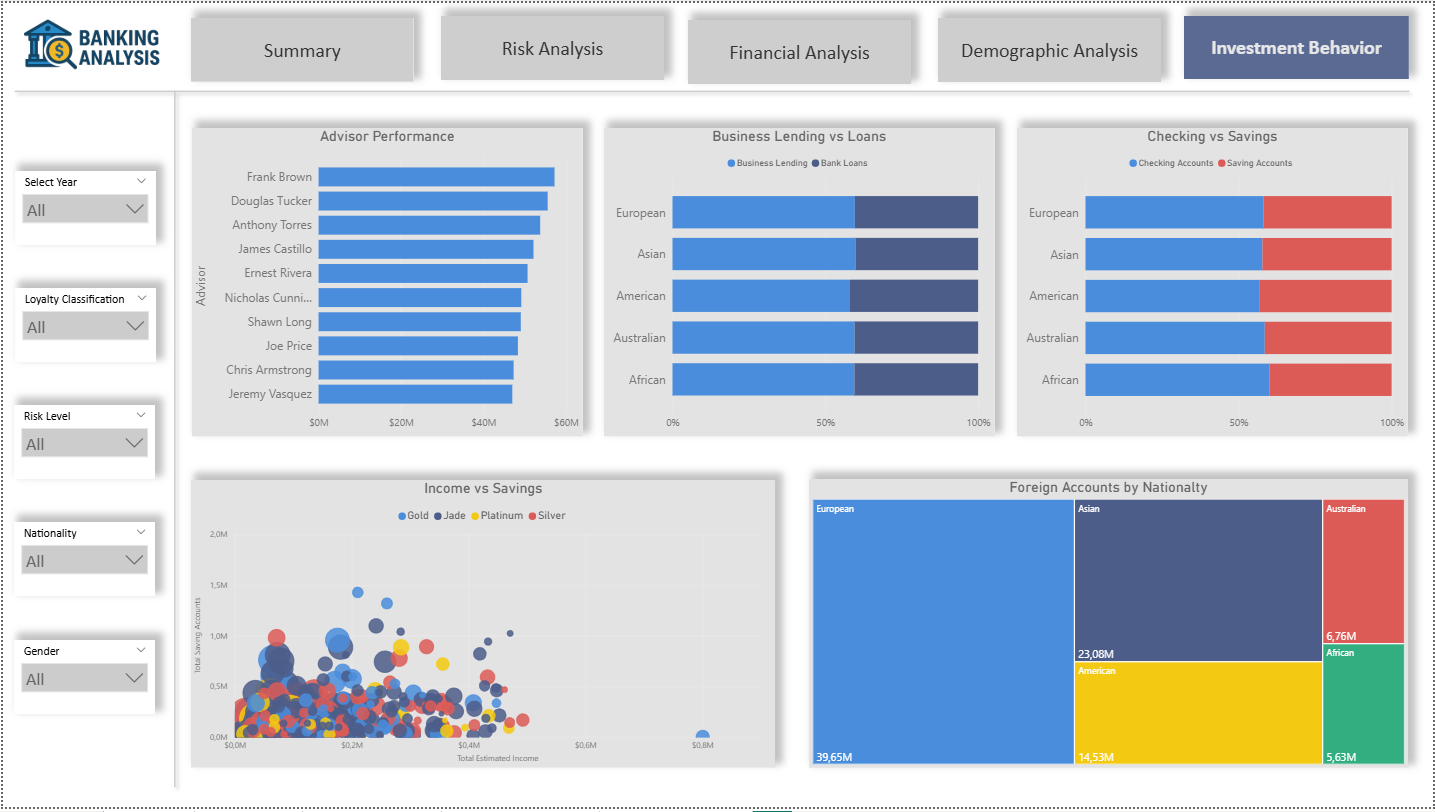 BANKING
ANALYSIS
Summary
Risk Analysis
Financial Analysis
Demographic Analysis
Investment Behavior
Select Year
All
Loyalty Classification
All
Risk Level
All
Nationality
All
Gender
All
Advisor Performance
Advisor
Frank Brown
Douglas Tucker
Anthony Torres
James Castillo
Ernest Rivera
Nicholas Cunni...
Shawn Long
Joe Price
Chris Armstrong
Jeremy Vasquez
$0M $20M $40M $60M
Business Lending vs Loans
Business Lending Bank Loans
European
Asian
American
Australian
African
0% 50% 100%
Checking vs Savings
Checking Accounts Saving Accounts
European
Asian
American
Australian
African
0% 50% 100%
Income vs Savings
Gold Jade Platinum Silver
Total Saving Accounts
2,0M
1,5M
1,0M
0,5M
0,0M
$0,0M $0,2M $0,4M $0,6M $0,8M
Total Estimated Income
Foreign Accounts by Nationalty
European
39,65M
Asian
23,08M
American
14,53M
Australian
6,76M
African
5,63M